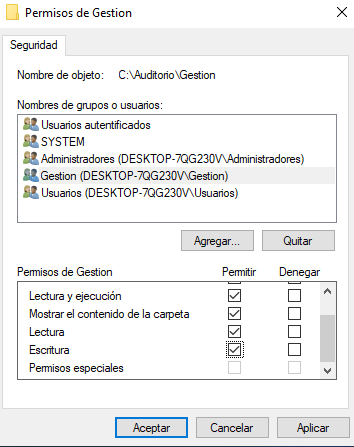 Permisos de Gestion
Seguridad
Nombre de objeto: C:\Auditorio\Gestion
Nombres de grupos o usuarios:
Usuarios autentificados
SYSTEM
Administradores (DESKTOP-7QG230V\Administradores)
Gestion (DESKTOP-7QG230V\Gestion)
Usuarios (DESKTOP-7QG230V\Usuarios)
Agregar... Quitar
Permisos de Gestion Permitir Denegar
Lectura y ejecución
Mostrar el contenido de la carpeta
Lectura
Escritura
Permisos especiales
Aceptar Cancelar Aplicar